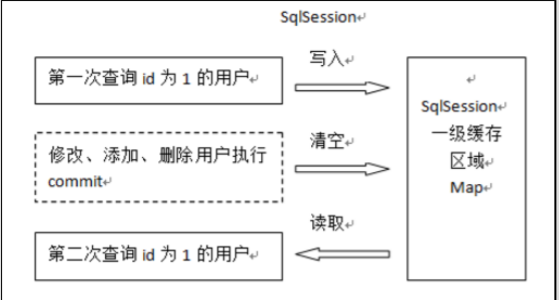 SqlSession
第一次查询 id 为 1 的用户
写入
修改、添加、删除用户执行
commit
清空
第二次查询 id 为 1 的用户
读取
SqlSession
一级缓存
区域
Map